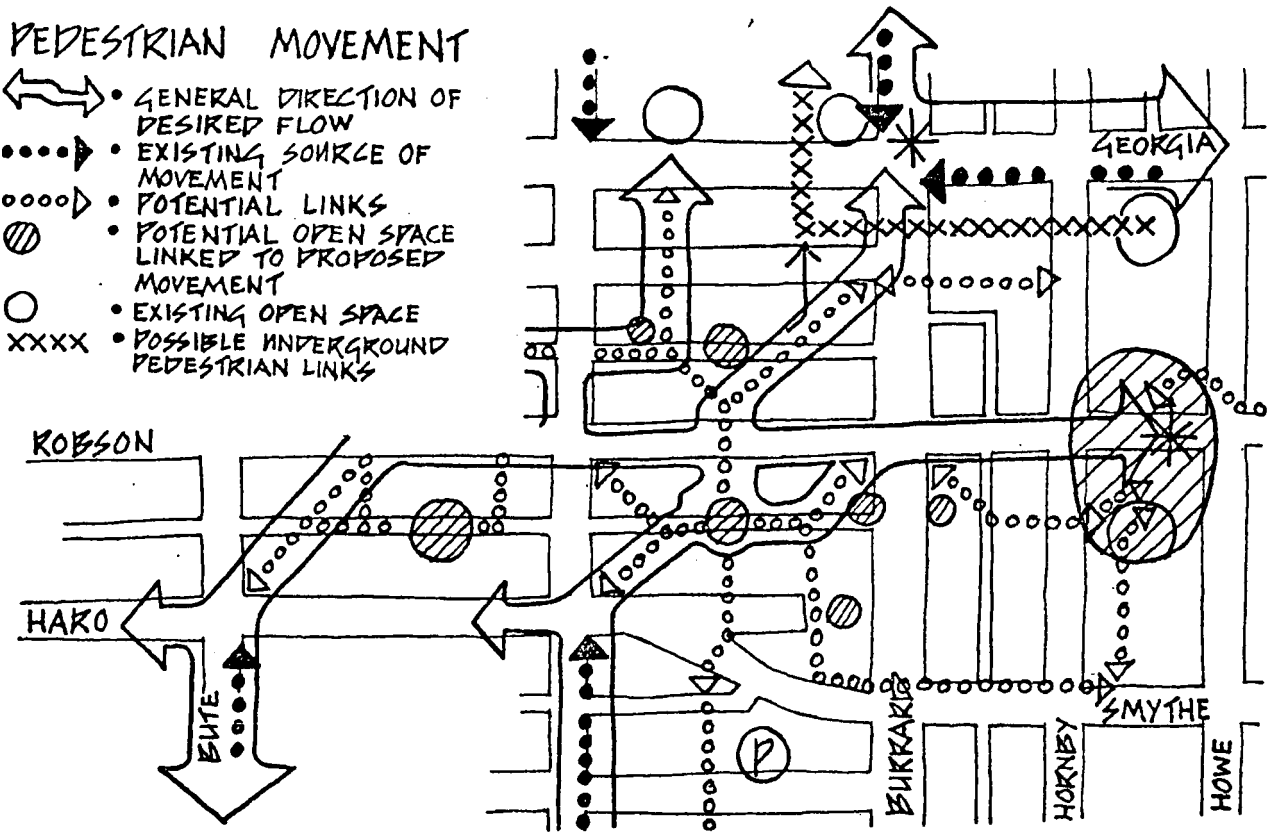 PEDESTRIAN MOVEMENT
• GENERAL DIRECTION OF
DESIRED FLOW
• EXISTING SOURCE OF
MOVEMENT
• POTENTIAL LINKS
• POTENTIAL OPEN SPACE
LINKED TO PROPOSED
MOVEMENT
• EXISTING OPEN SPACE
XXXX • POSSIBLE UNDERGROUND
PEDESTRIAN LINKS
GEORGIA
ROBSON
HARO
BUTE
P
BURRARD
HORNBY
SMYTHE
HOWE